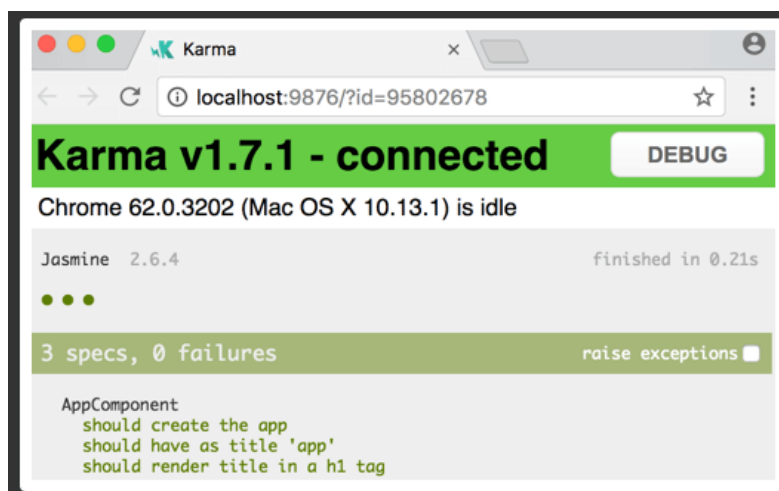 Karma
localhost:9876/?id=95802678
Karma v1.7.1 - connected
DEBUG
Chrome 62.0.3202 (Mac OS X 10.13.1) is idle
Jasmine 2.6.4
finished in 0.21s
3 specs, 0 failures
raise exceptions
AppComponent
should create the app
should have as title 'app'
should render title in a h1 tag